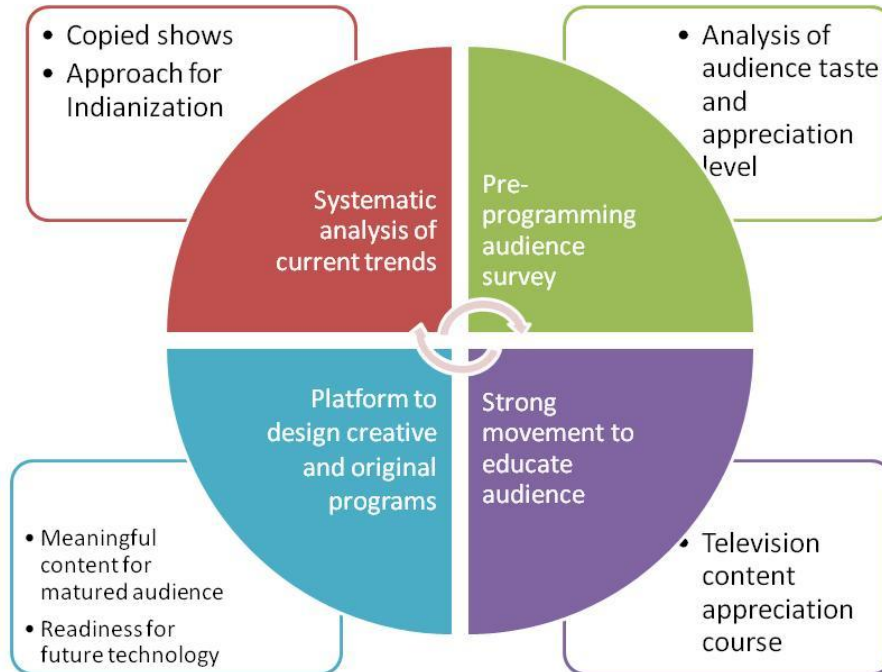 • Copied shows
• Approach for
Indianization
Systematic
analysis of
current trends
Pre-
programming
audience
survey
• Analysis of
audience taste
and
appreciation
level
Platform to
design creative
and original
programs
Strong
movement to
educate
audience
• Meaningful
content for
matured audience
• Readiness for
future technology
• Television
content
appreciation
course